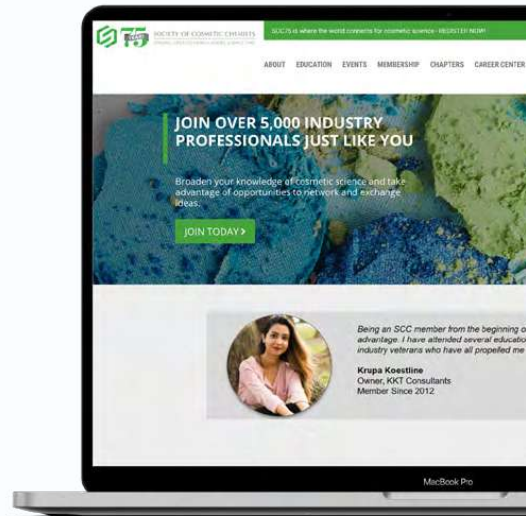 75
YEARS
SOCIETY OF COSMETIC CHEMISTS
SCC75 is where the world connects for cosmetic science - REGISTER NOW!
ABOUT EDUCATION EVENTS MEMBERSHIP CHAPTERS CAREER CENTER
JOIN OVER 5,000 INDUSTRY
PROFESSIONALS JUST LIKE YOU
Broaden your knowledge of cosmetic science and take
advantage of opportunities to network and exchange
ideas.
JOIN TODAY >
Being an SCC member from the beginning o
advantage. I have attended several educatio
industry veterans who have all propelled me
Krupa Koestline
Owner, KKT Consultants
Member Since 2012
MacBook Pro